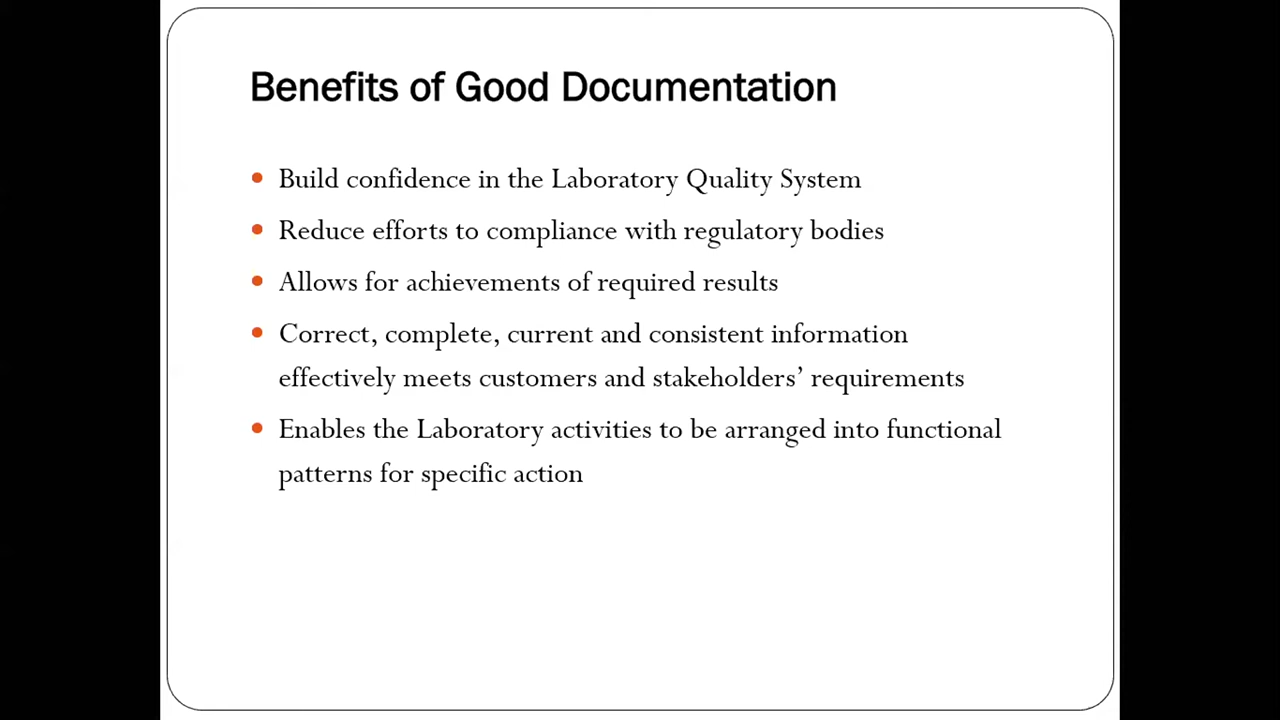 Benefits of Good Documentation
• Build confidence in the Laboratory Quality System
• Reduce efforts to compliance with regulatory bodies
• Allows for achievements of required results
• Correct, complete, current and consistent information
effectively meets customers and stakeholders’ requirements
• Enables the Laboratory activities to be arranged into functional
patterns for specific action